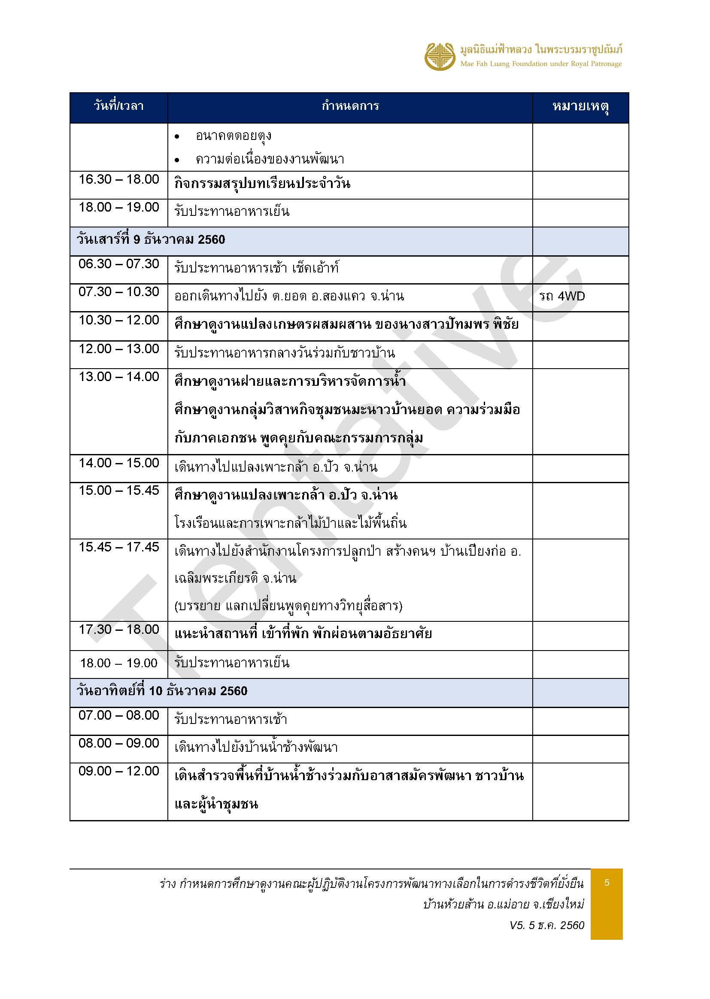 มูลนิธิแม่ฟ้าหลวง ในพระบรมราชูปถัมภ์
Mae Fah Luang Foundation under Royal Patronage
วันที่/เวลา กำหนดการ หมายเหตุ
• อนาคตดอยตุง
• ความต่อเนื่องของงานพัฒนา
16.30 – 18.00 กิจกรรมสรุปบทเรียนประจำวัน
18.00 – 19.00 รับประทานอาหารเย็น
วันเสาร์ที่ 9 ธันวาคม 2560
06.30 – 07.30 รับประทานอาหารเช้า เช็คเอ้าท์
07.30 – 10.30 ออกเดินทางไปยัง ต.ยอด อ.สองแคว จ.น่าน รถ 4WD
10.30 – 12.00 ศึกษาดูงานแปลงเกษตรผสมผสาน ของนางสาวปัทมพร พิชัย
12.00 – 13.00 รับประทานอาหารกลางวันร่วมกับชาวบ้าน
13.00 – 14.00 ศึกษาดูงานฝายและการบริหารจัดการน้ำ
ศึกษาดูงานกลุ่มวิสาหกิจชุมชนมะนาวบ้านยอด ความร่วมมือ
กับภาคเอกชน พูดคุยกับคณะกรรมการกลุ่ม
14.00 – 15.00 เดินทางไปแปลงเพาะกล้า อ.ปัว จ.น่าน
15.00 – 15.45 ศึกษาดูงานแปลงเพาะกล้า อ.ปัว จ.น่าน
โรงเรือนและการเพาะกล้าไม้ป่าและไม้พื้นถิ่น
15.45 – 17.45 เดินทางไปยังสำนักงานโครงการปลูกป่า สร้างคนฯ บ้านเปียงก่อ อ.
เฉลิมพระเกียรติ จ.น่าน
(บรรยาย แลกเปลี่ยนพูดคุยทางวิทยุสื่อสาร)
17.30 – 18.00 แนะนำสถานที่ เข้าที่พัก พักผ่อนตามอัธยาศัย
18.00 – 19.00 รับประทานอาหารเย็น
วันอาทิตย์ที่ 10 ธันวาคม 2560
07.00 – 08.00 รับประทานอาหารเช้า
08.00 – 09.00 เดินทางไปยังบ้านน้ำช้างพัฒนา
09.00 – 12.00 เดินสำรวจพื้นที่บ้านน้ำช้างร่วมกับอาสาสมัครพัฒนา ชาวบ้าน
และผู้นำชุมชน
Tentative
ร่าง กำหนดการศึกษาดูงานคณะผู้ปฏิบัติงานโครงการพัฒนาทางเลือกในการดำรงชีวิตที่ยั่งยืน 5
บ้านห้วยส้าน อ.แม่อาย จ.เชียงใหม่
V5. 5 ธ.ค. 2560